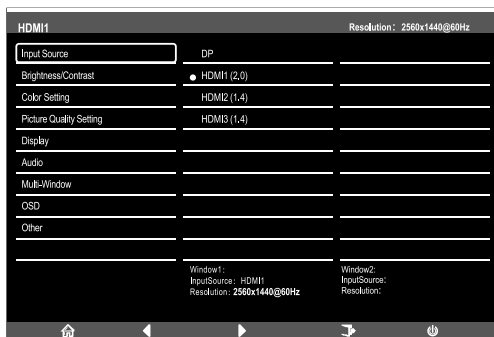 HDMI1 Resolution: 2560x1440@60Hz
Input Source DP
Brightness/Contrast HDMI1 (2,0)
Color Setting HDMI2 (1.4)
Picture Quality Setting HDMI3 (1.4)
Display
Audio
Multi-Window
OSD
Other
Window1: Window2:
InputSource: HDMI1 InputSource:
Resolution: 2560x1440@60Hz Resolution: